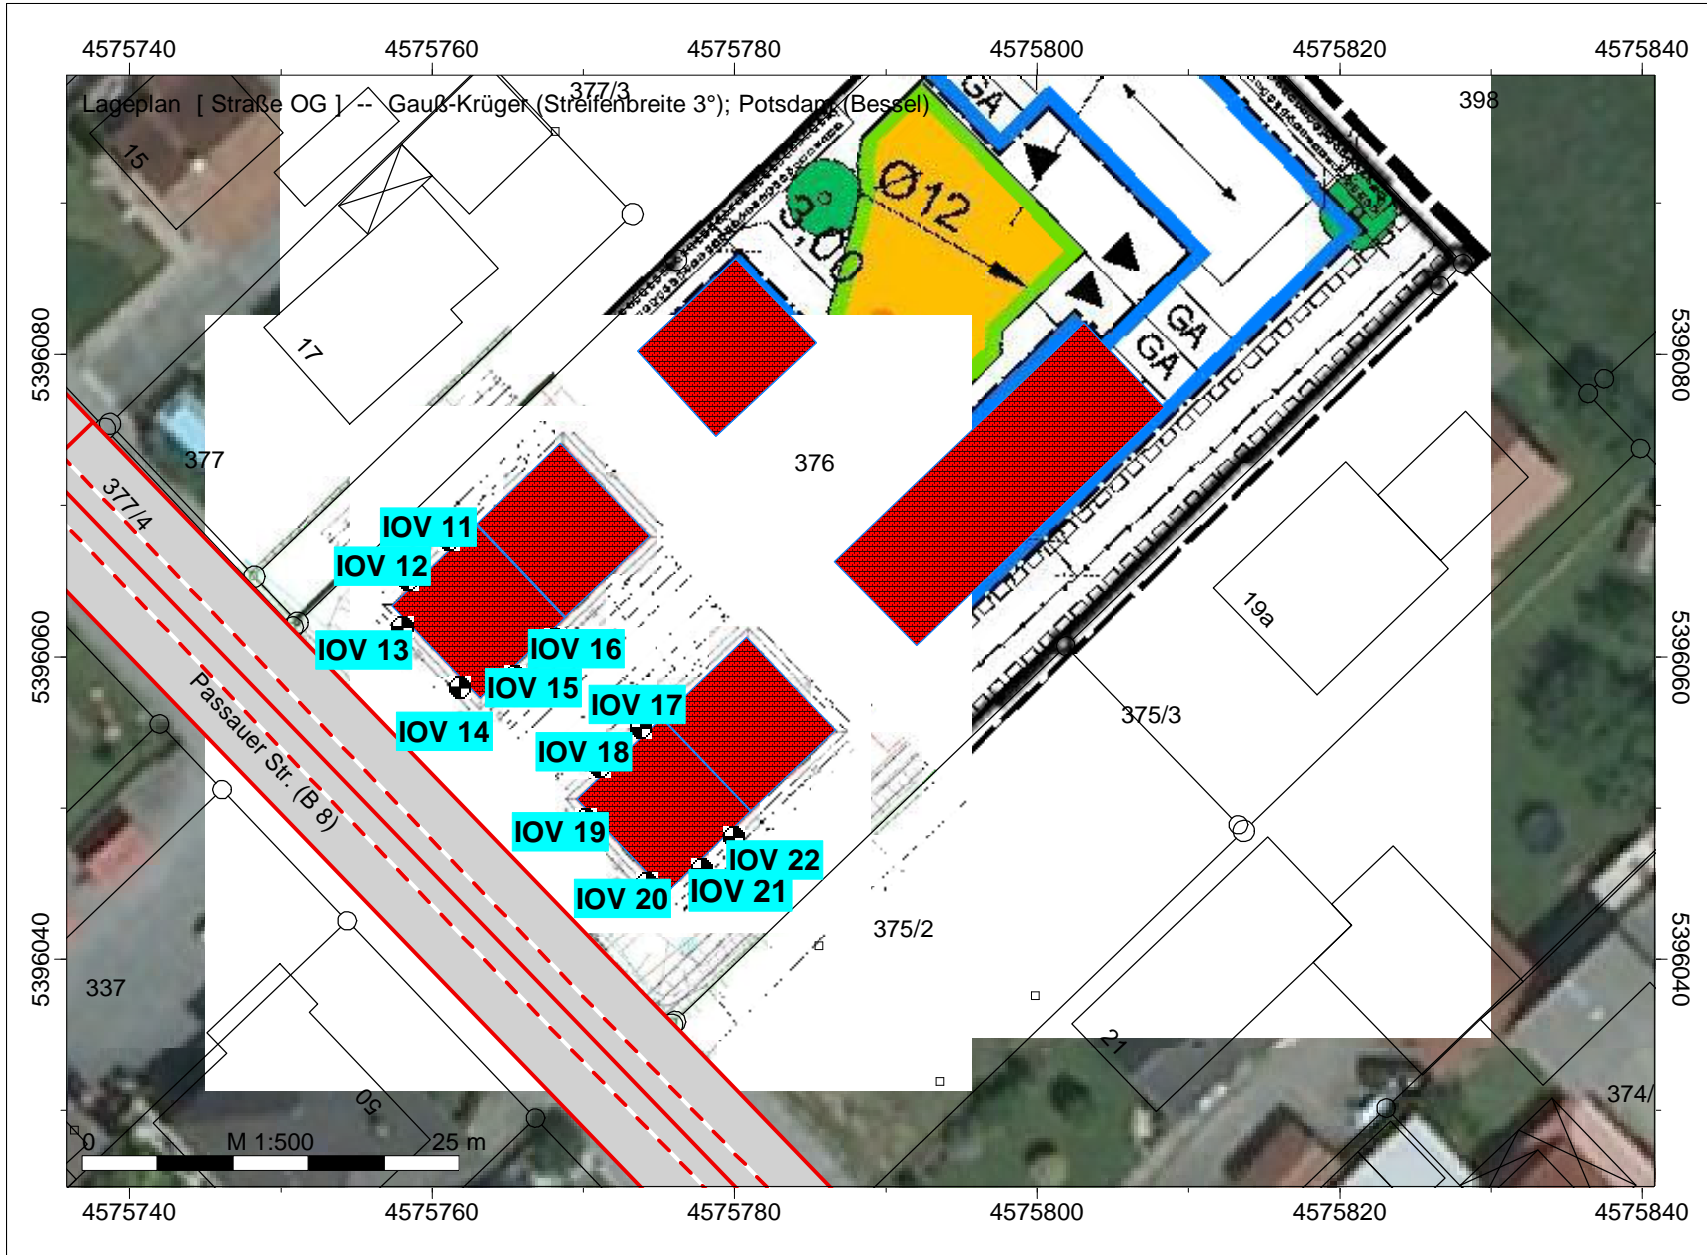 4575740 4575760 4575780 4575800 4575820 4575840
377/3
398
Lageplan [ Straße OG ] -- Gauß-Krüger (Streifenbreite 3°); Potsdam (Bessel)
GA
15
Ø12
3,00
17
GA
GA
5396080
5396080
377
376
377/4
IOV 11
IOV 12
19a
IOV 13
IOV 16
5396060
5396060
IOV 15
IOV 17
375/3
IOV 14
IOV 18
Passauer Str. (B 8)
IOV 19
IOV 22
IOV 21
IOV 20
375/2
5396040
5396040
337
21
50
374/
0 M 1:500 25 m
4575740 4575760 4575780 4575800 4575820 4575840